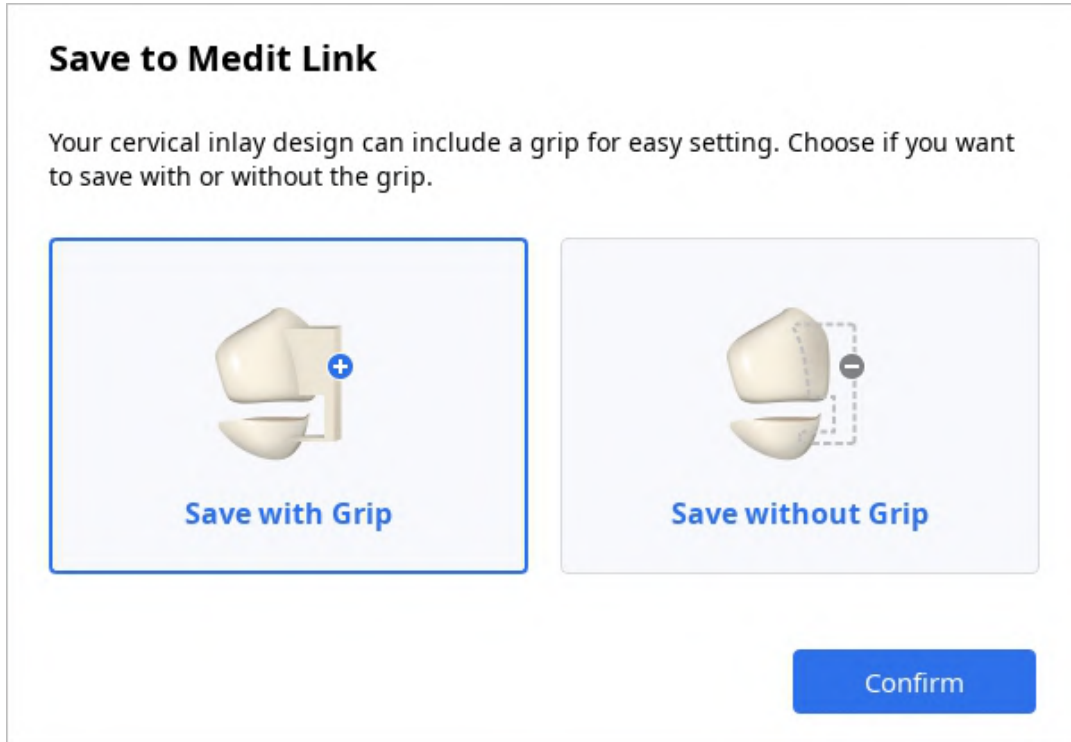 Save to Medit Link
Your cervical inlay design can include a grip for easy setting. Choose if you want
to save with or without the grip.
Save with Grip
Save without Grip
Confirm